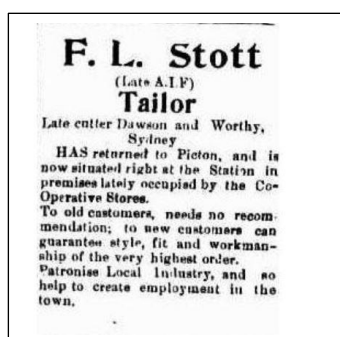 F. L. Stott
(Late A.I.F)
Tailor
Late cutter Dawson and Worthy,
Sydney
HAS returned to Picton, and is
now situated right at the Station in
premises lately occupied by the Co-
Operative Stores.
To old customers, needs no recom-
mendation; to new customers can
guarantee style, fit and workman-
ship of the very highest order.
Patronise Local Industry, and so
help to create employment in the
town.